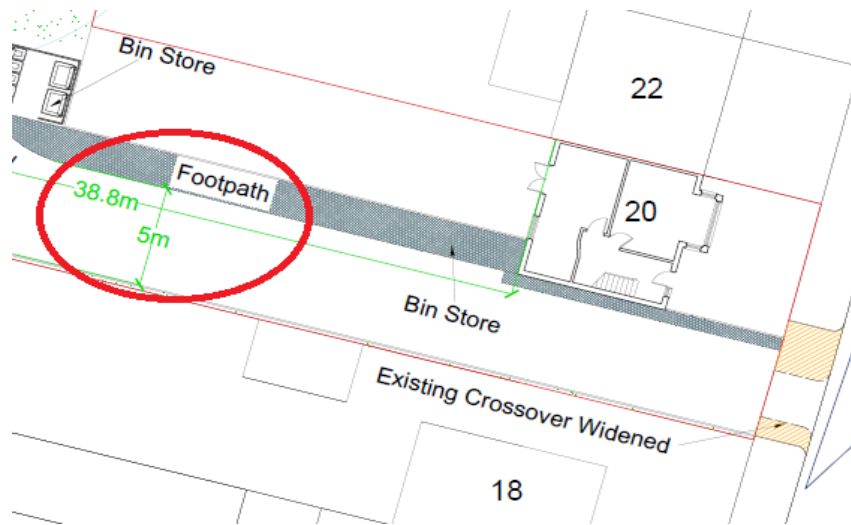 Bin Store
22
Footpath
38.8m
20
5m
Bin Store
Existing Crossover Widened
18